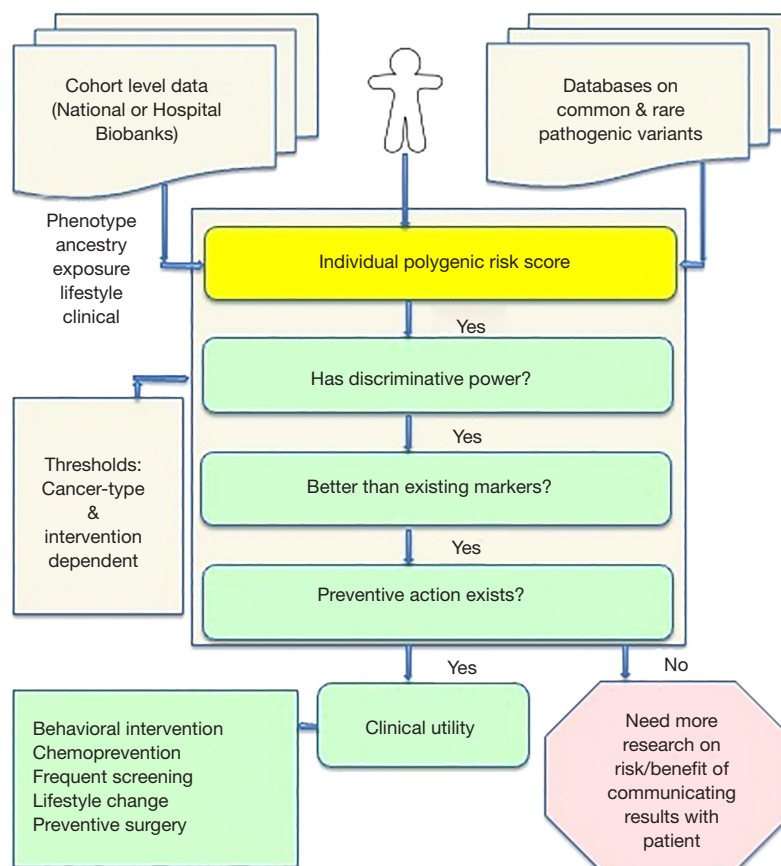 Cohort level data
(National or Hospital
Biobanks)
Databases on
common & rare
pathogenic variants
Phenotype
ancestry
exposure
lifestyle
clinical
Individual polygenic risk score
Yes
Has discriminative power?
Yes
Thresholds:
Cancer-type
&
intervention
dependent
Better than existing markers?
Yes
Preventive action exists?
Yes
No
Behavioral intervention
Chemoprevention
Frequent screening
Lifestyle change
Preventive surgery
Clinical utility
Need more
research on
risk/benefit of
communicating
results with
patient